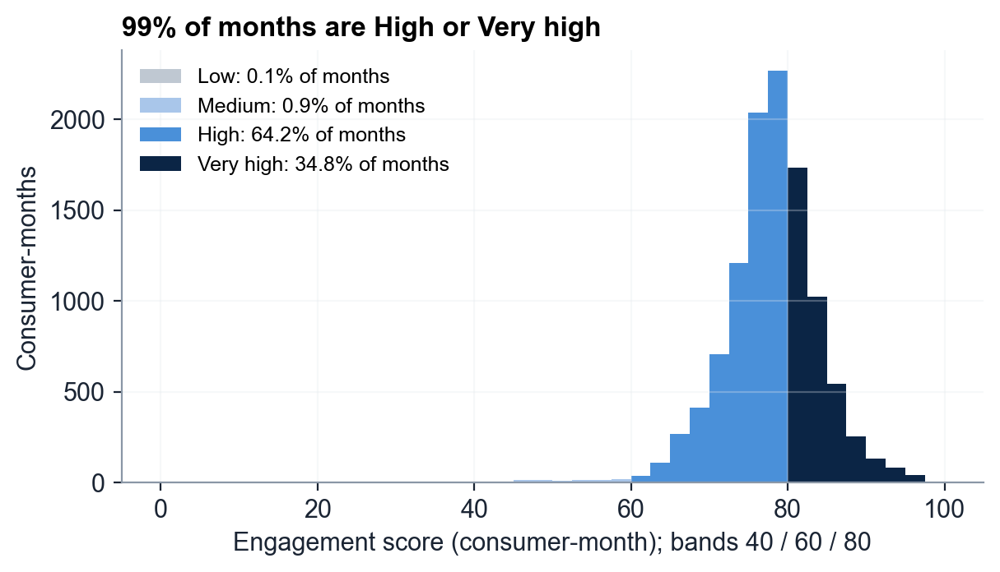 99% of months are High or Very high
Low: 0.1% of months
Medium: 0.9% of months
High: 64.2% of months
Very high: 34.8% of months
Consumer-months
2000
1500
1000
500
0
0 20 40 60 80 100
Engagement score (consumer-month); bands 40 / 60 / 80